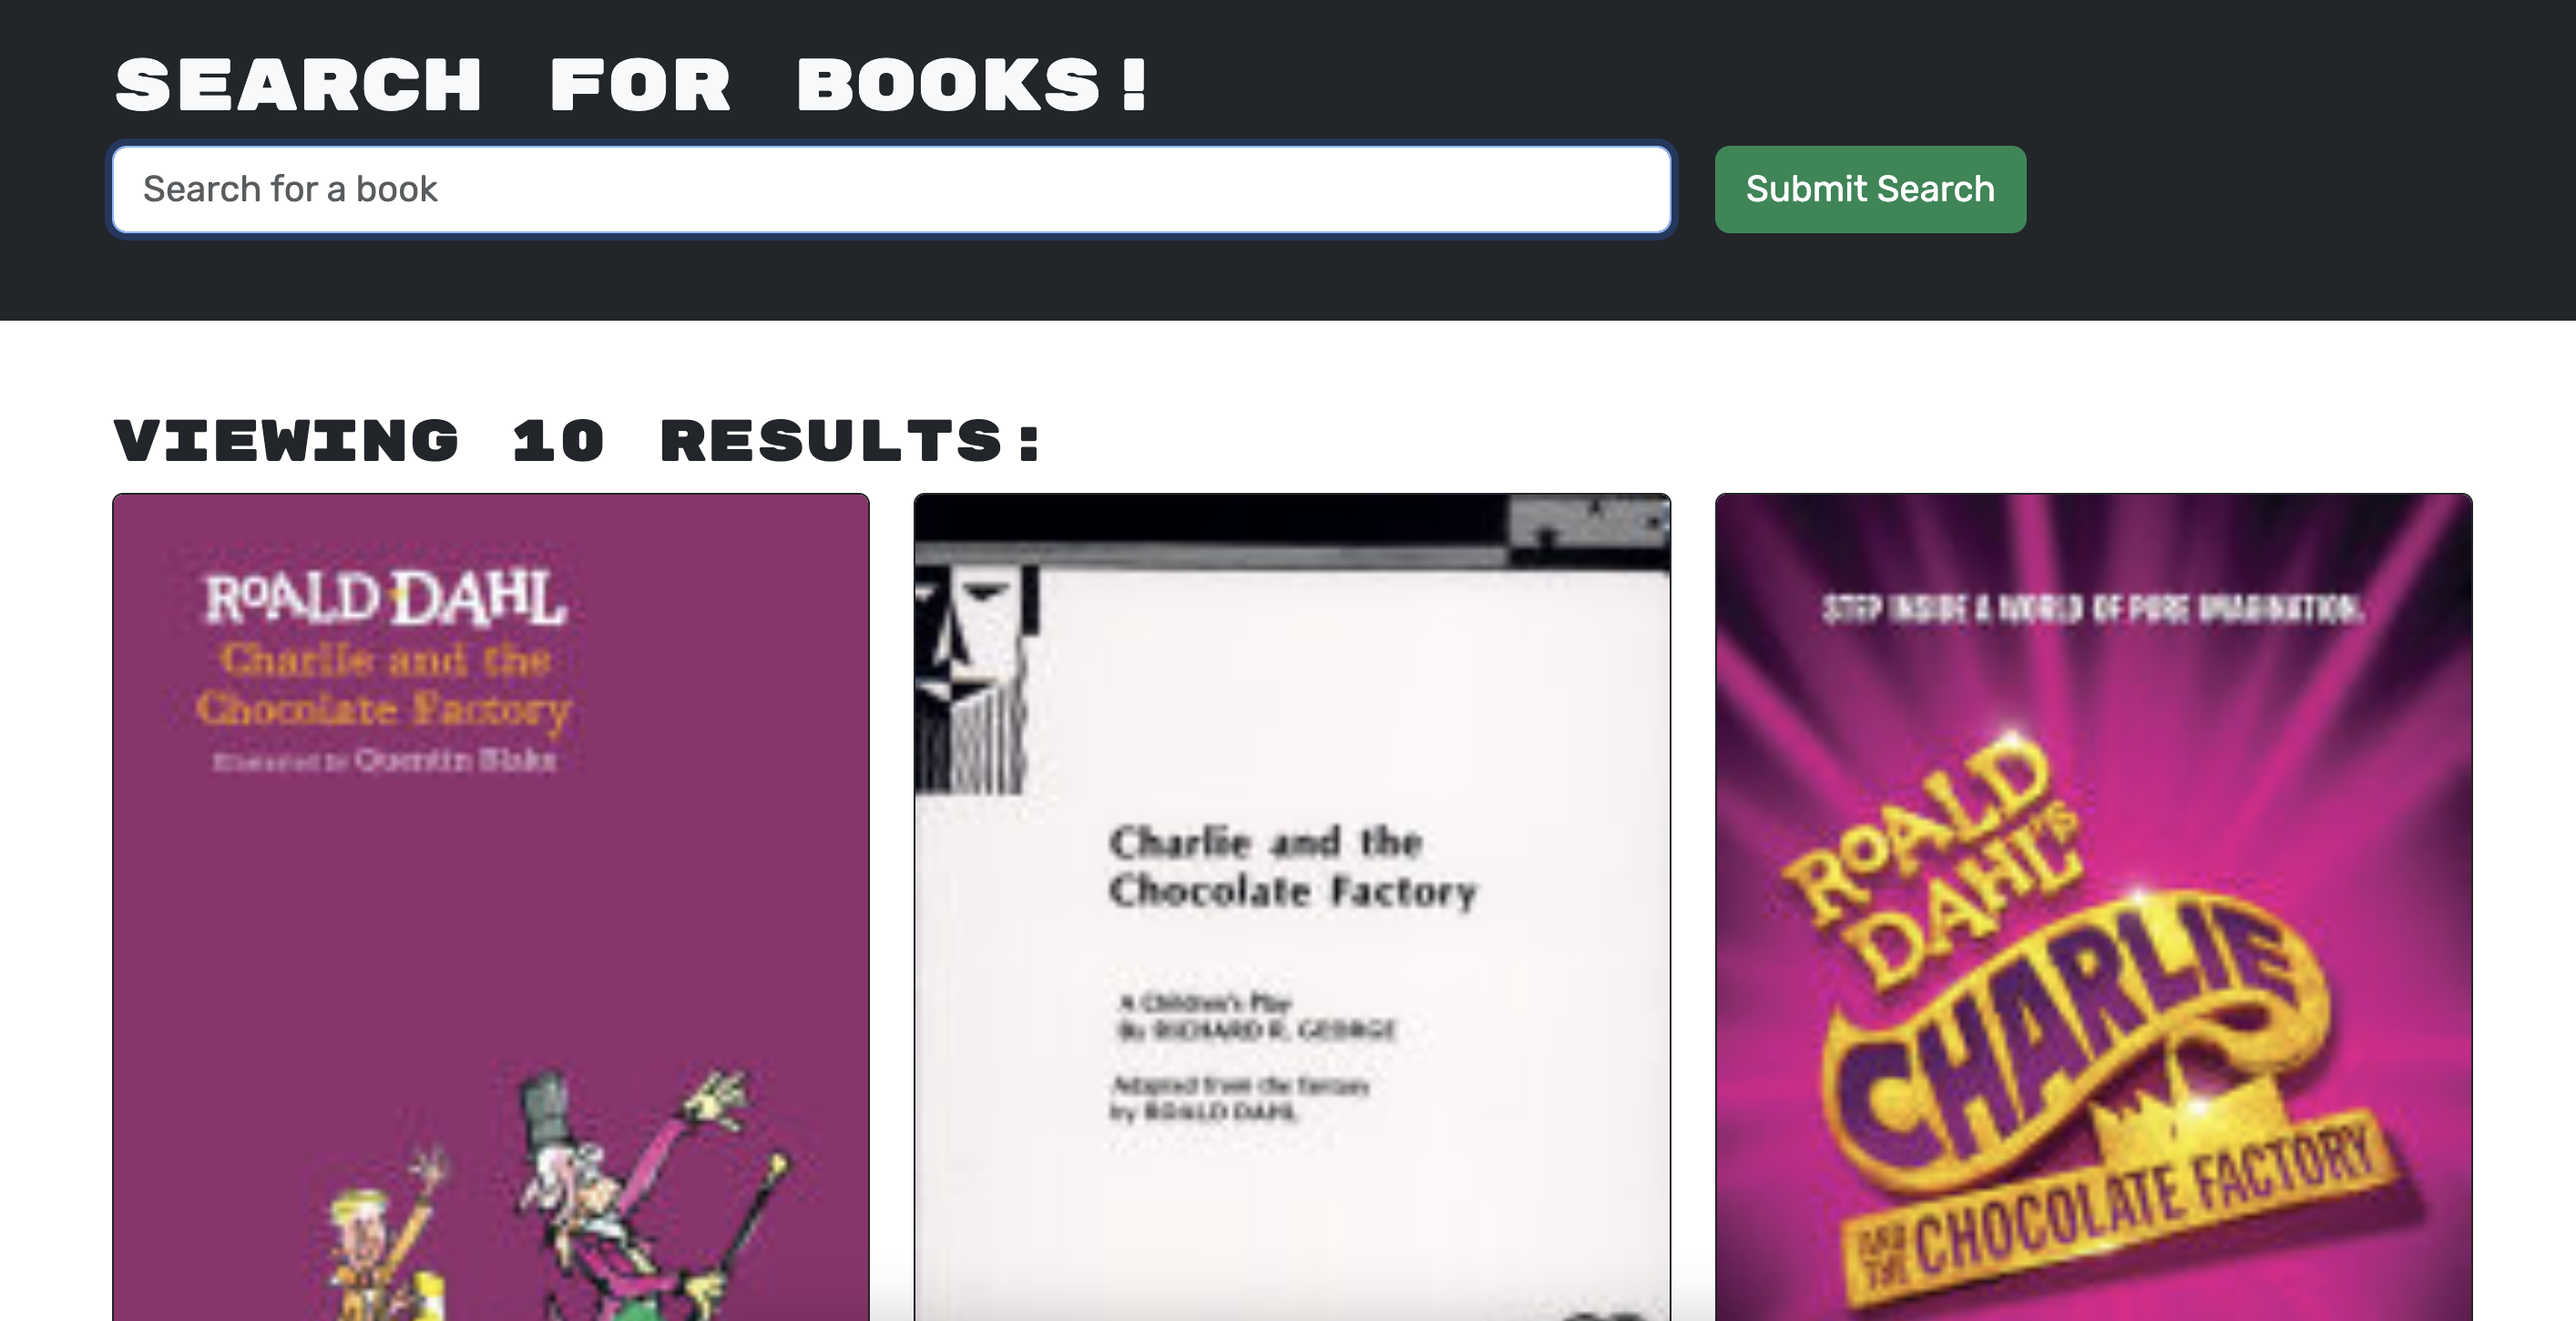 SEARCH FOR BOOKS!
Search for a book
Submit Search
VIEWING 10 RESULTS:
ROALD DAHL
Charlie and the
Chocolate Factory
Illustrated by Quentin Blake
Charlie and the
Chocolate Factory
A Children's Play
By RICHARD R. GEORGE
Adapted from the fantasy
by ROALD DAHL
STEP INSIDE A WORLD OF PURE IMAGINATION.
ROALD
DAHL'S
CHARLIE
AND THE CHOCOLATE FACTORY